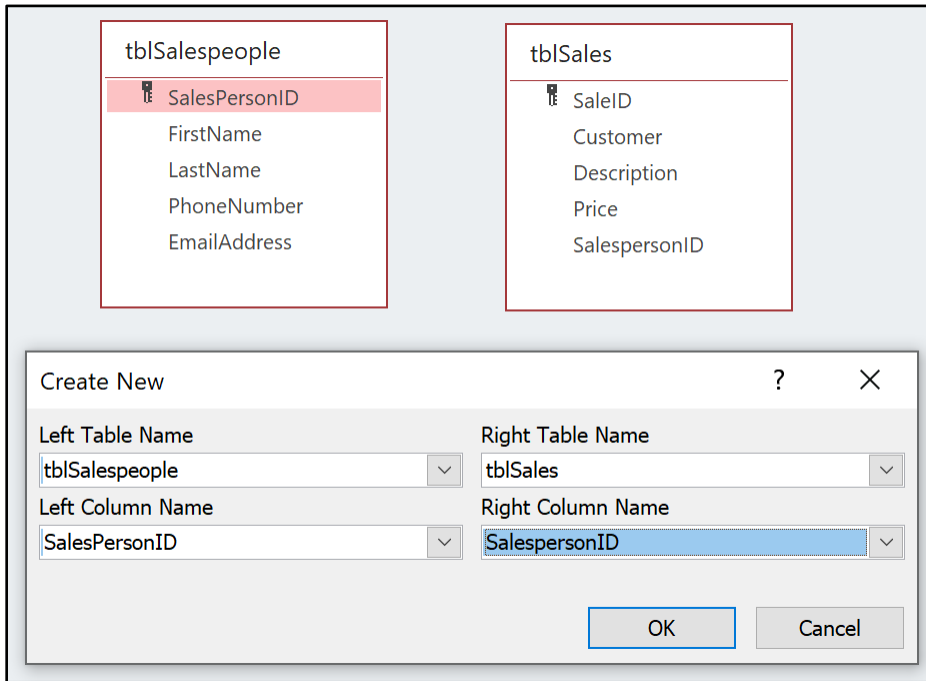 tblSalespeople
SalesPersonID
FirstName
LastName
PhoneNumber
EmailAddress
tblSales
SaleID
Customer
Description
Price
SalespersonID
Create New ?
Left Table Name Right Table Name
tblSalespeople tblSales
Left Column Name Right Column Name
SalesPersonID SalespersonID
OK Cancel